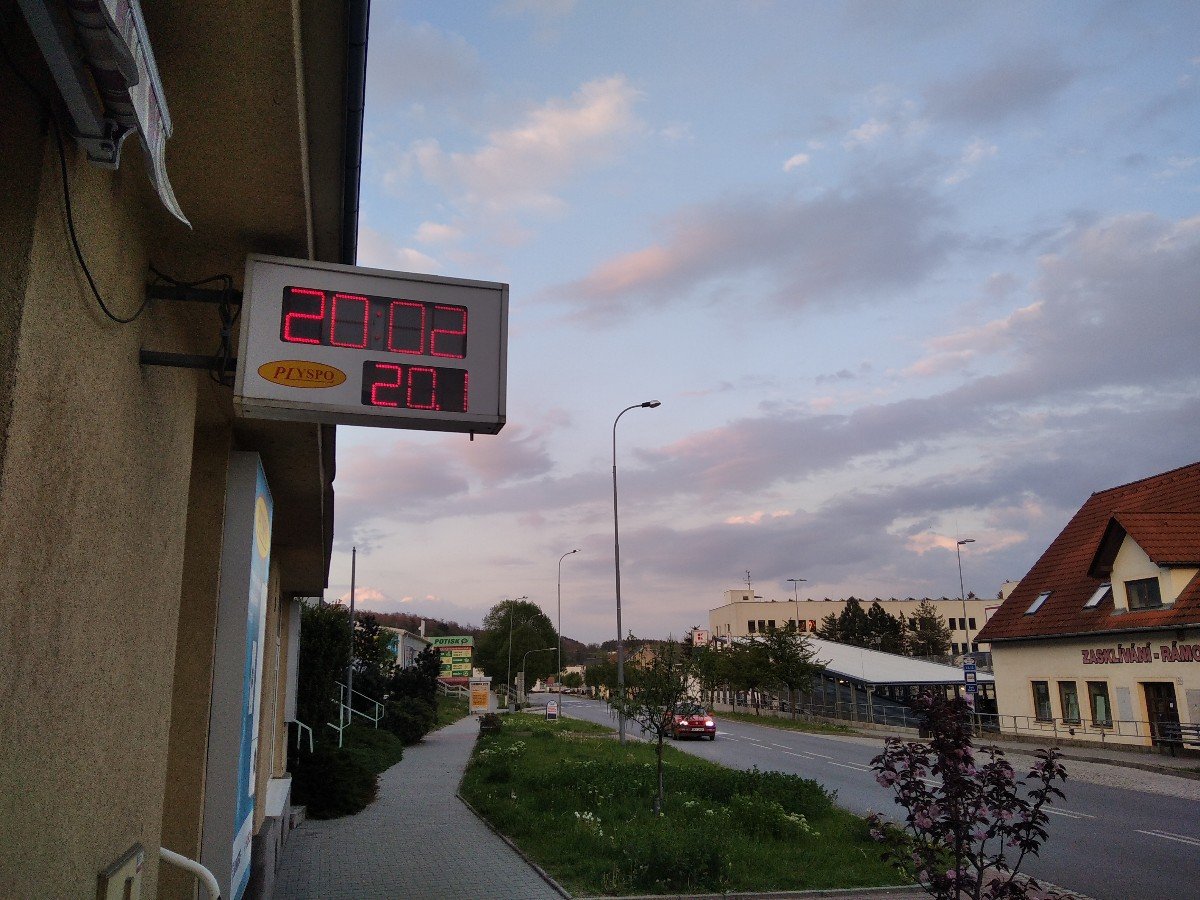 20:02
PLYSPO
20.1
POTISK
ZASKLÍVÁNÍ - RÁMO